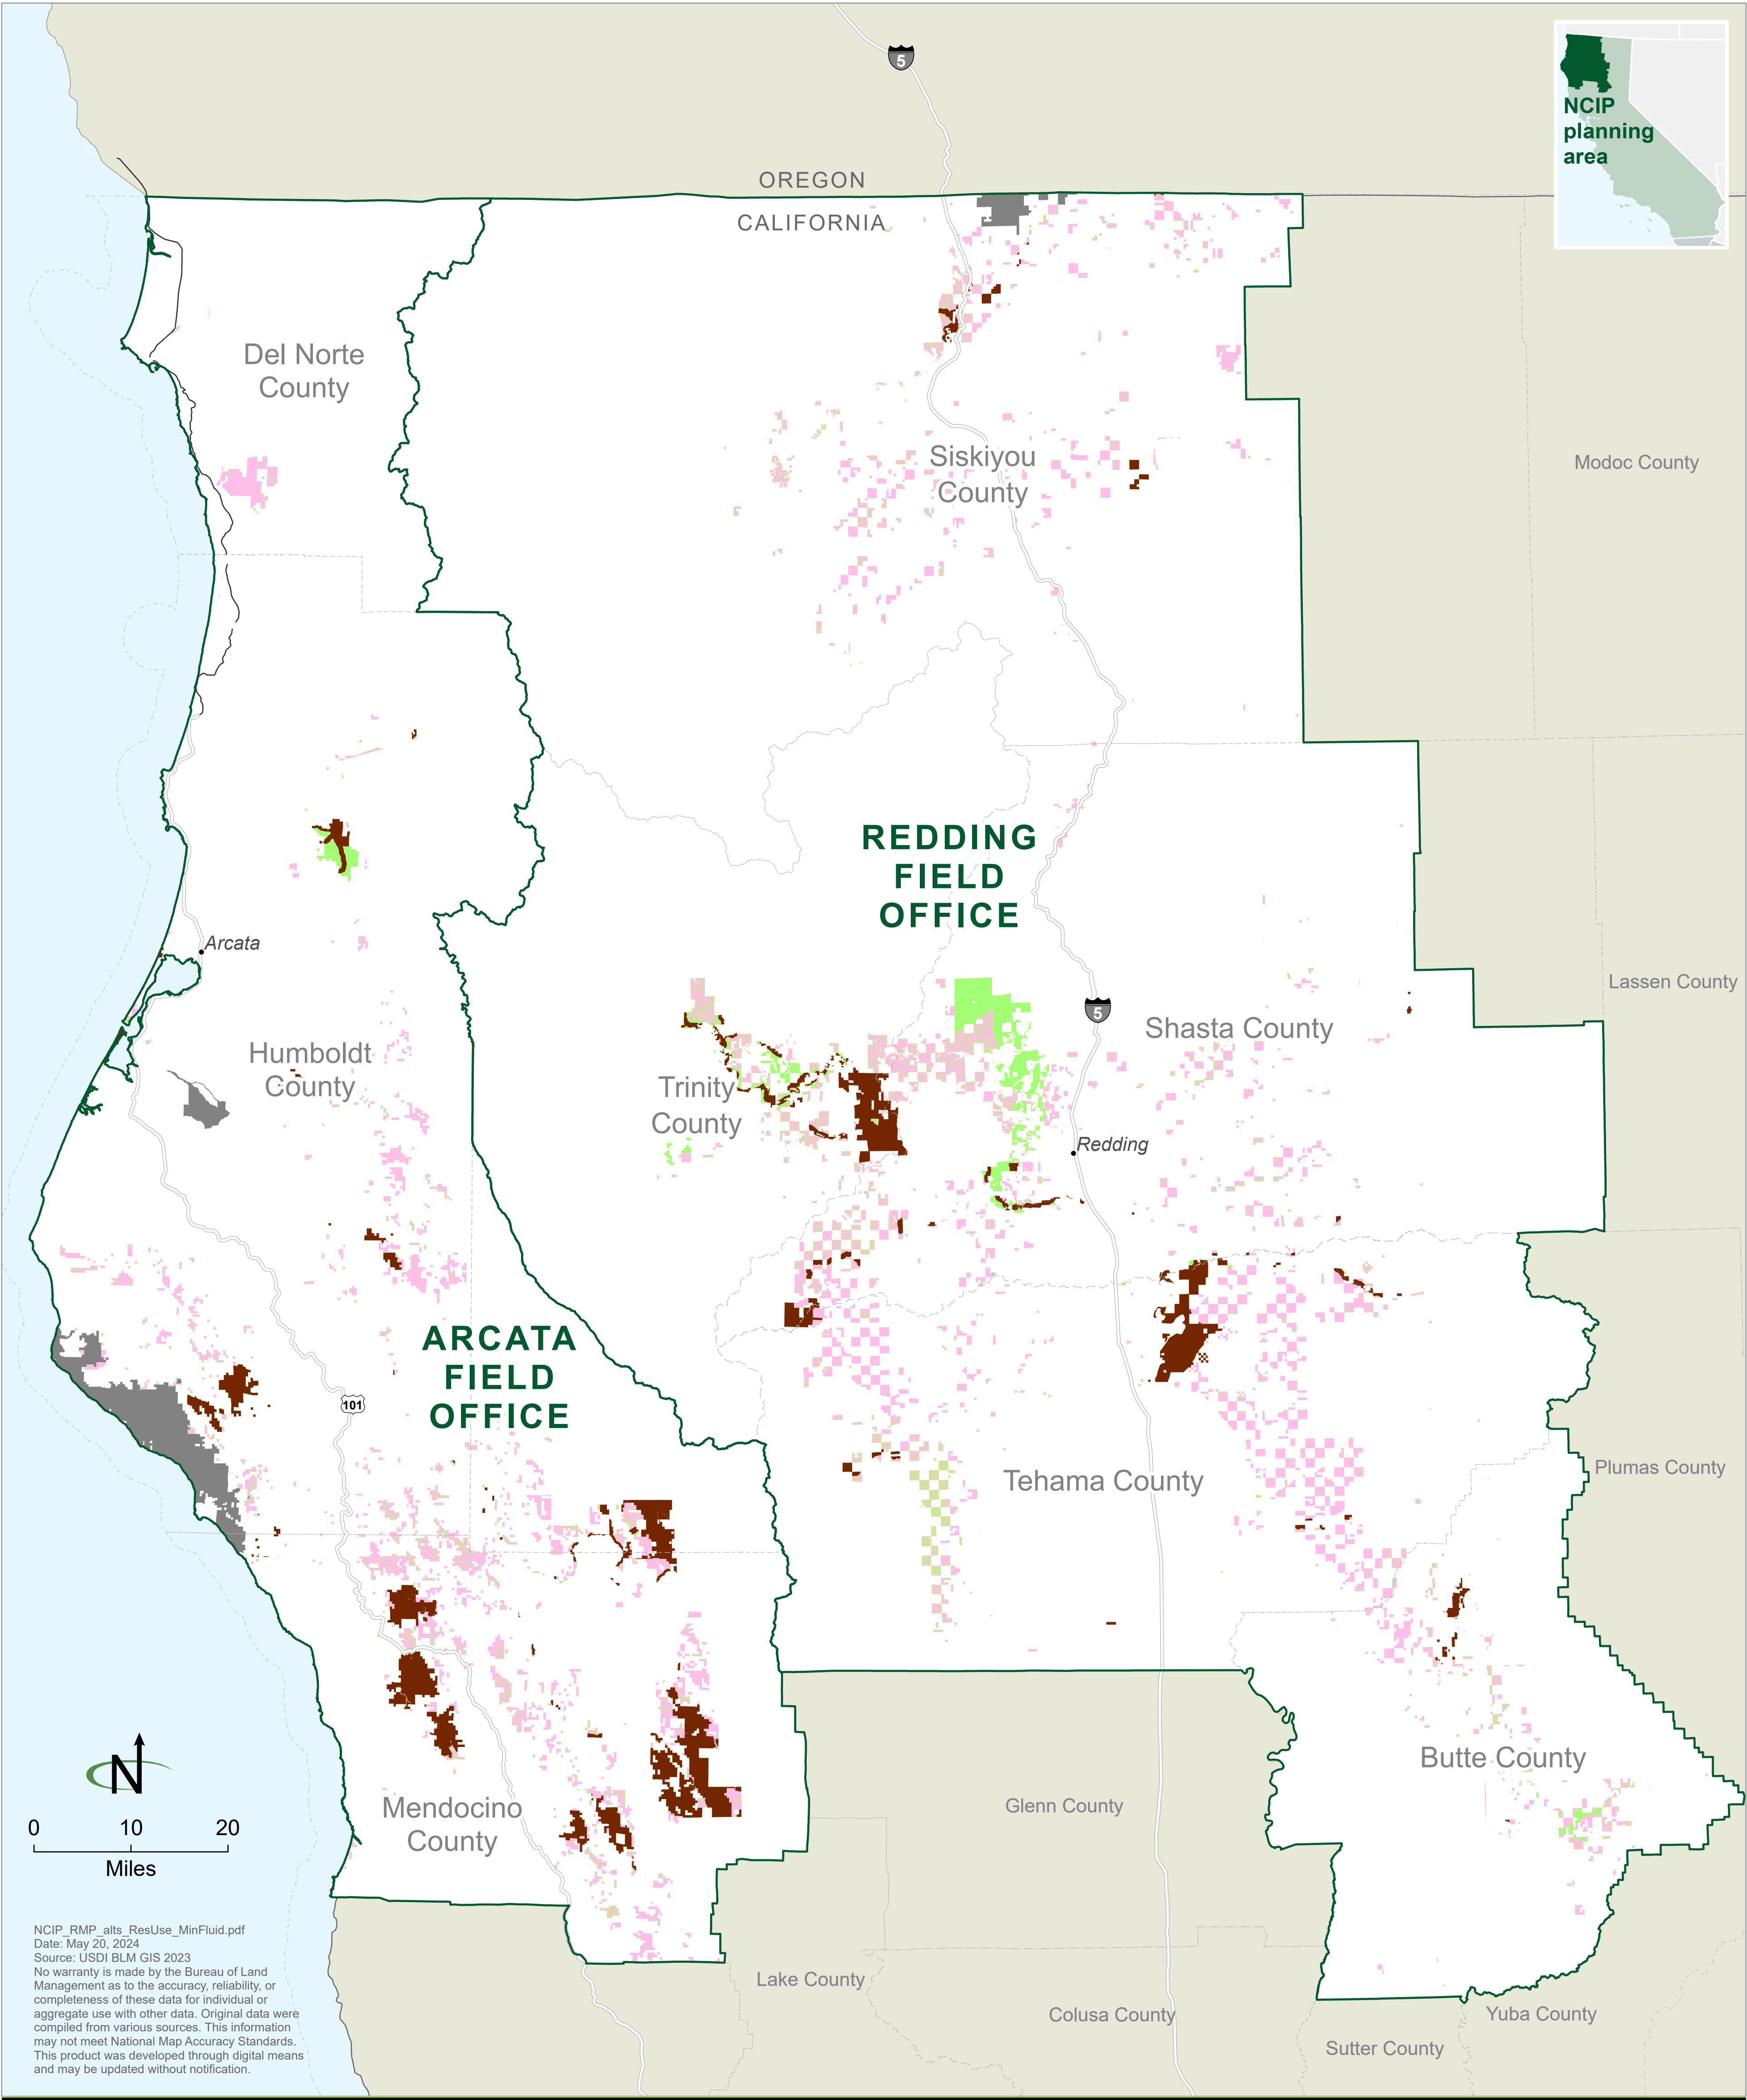 5
NCIP
planning
area
OREGON
CALIFORNIA
Del Norte
County
Siskiyou
County
Modoc County
REDDING
FIELD
OFFICE
Arcata
Lassen County
5
Shasta County
Humboldt
County
Trinity
County
Redding
ARCATA
FIELD
OFFICE
101
Tehama County
Plumas County
Butte County
N
Mendocino
County
Glenn County
0 10 20
Miles
NCIP_RMP_alts_ResUse_MinFluid.pdf
Date: May 20, 2024
Source: USDI BLM GIS 2023
No warranty is made by the Bureau of Land
Management as to the accuracy, reliability, or
completeness of these data for individual or
aggregate use with other data. Original data were
compiled from various sources. This information
may not meet National Map Accuracy Standards.
This product was developed through digital means
and may be updated without notification.
Lake County
Colusa County
Yuba County
Sutter County